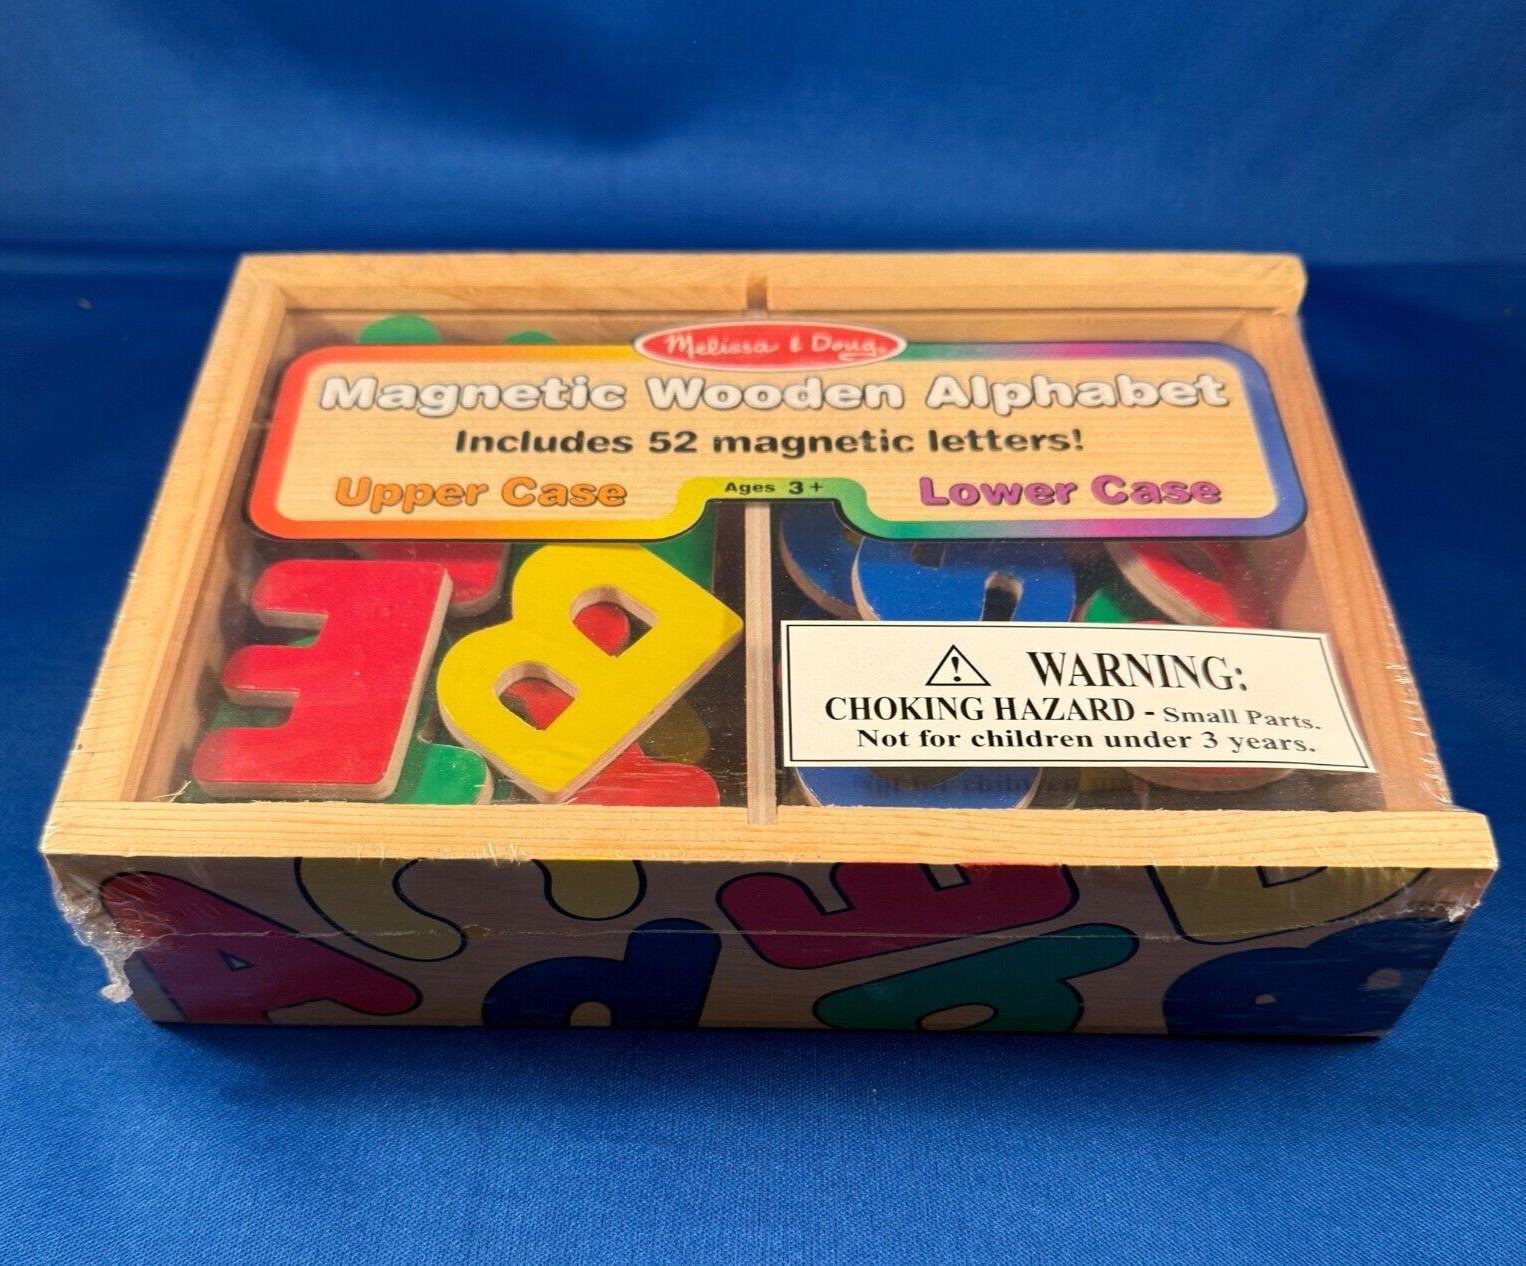 Melissa & Doug
Magnetic Wooden Alphabet
Includes 52 magnetic letters!
Upper Case
Ages 3+
Lower Case
E
B
⚠ WARNING:
CHOKING HAZARD - Small Parts.
Not for children under 3 years.
A
d